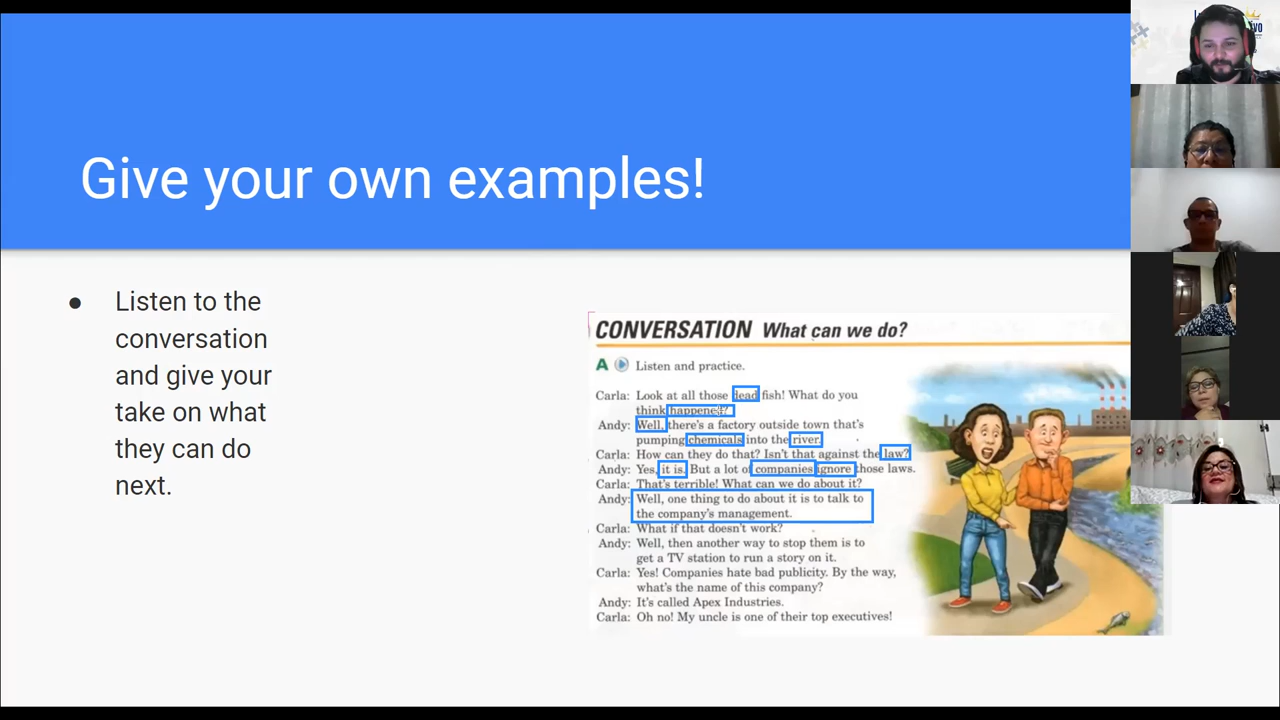 Give your own examples!
● Listen to the
conversation
and give your
take on what
they can do
next.
CONVERSATION What can we do?
A Listen and practice.
Carla: Look at all those dead fish! What do you
think happened?
Andy: Well, there's a factory outside town that's
pumping chemicals into the river.
Carla: How can they do that? Isn't that against the law?
Andy: Yes, it is. But a lot of companies ignore those laws.
Carla: That's terrible! What can we do about it?
Andy: Well, one thing to do about it is to talk to
the company's management.
Carla: What if that doesn't work?
Andy: Well, then another way to stop them is to
get a TV station to run a story on it.
Carla: Yes! Companies hate bad publicity. By the way,
what's the name of this company?
Andy: It's called Apex Industries.
Carla: Oh no! My uncle is one of their top executives!